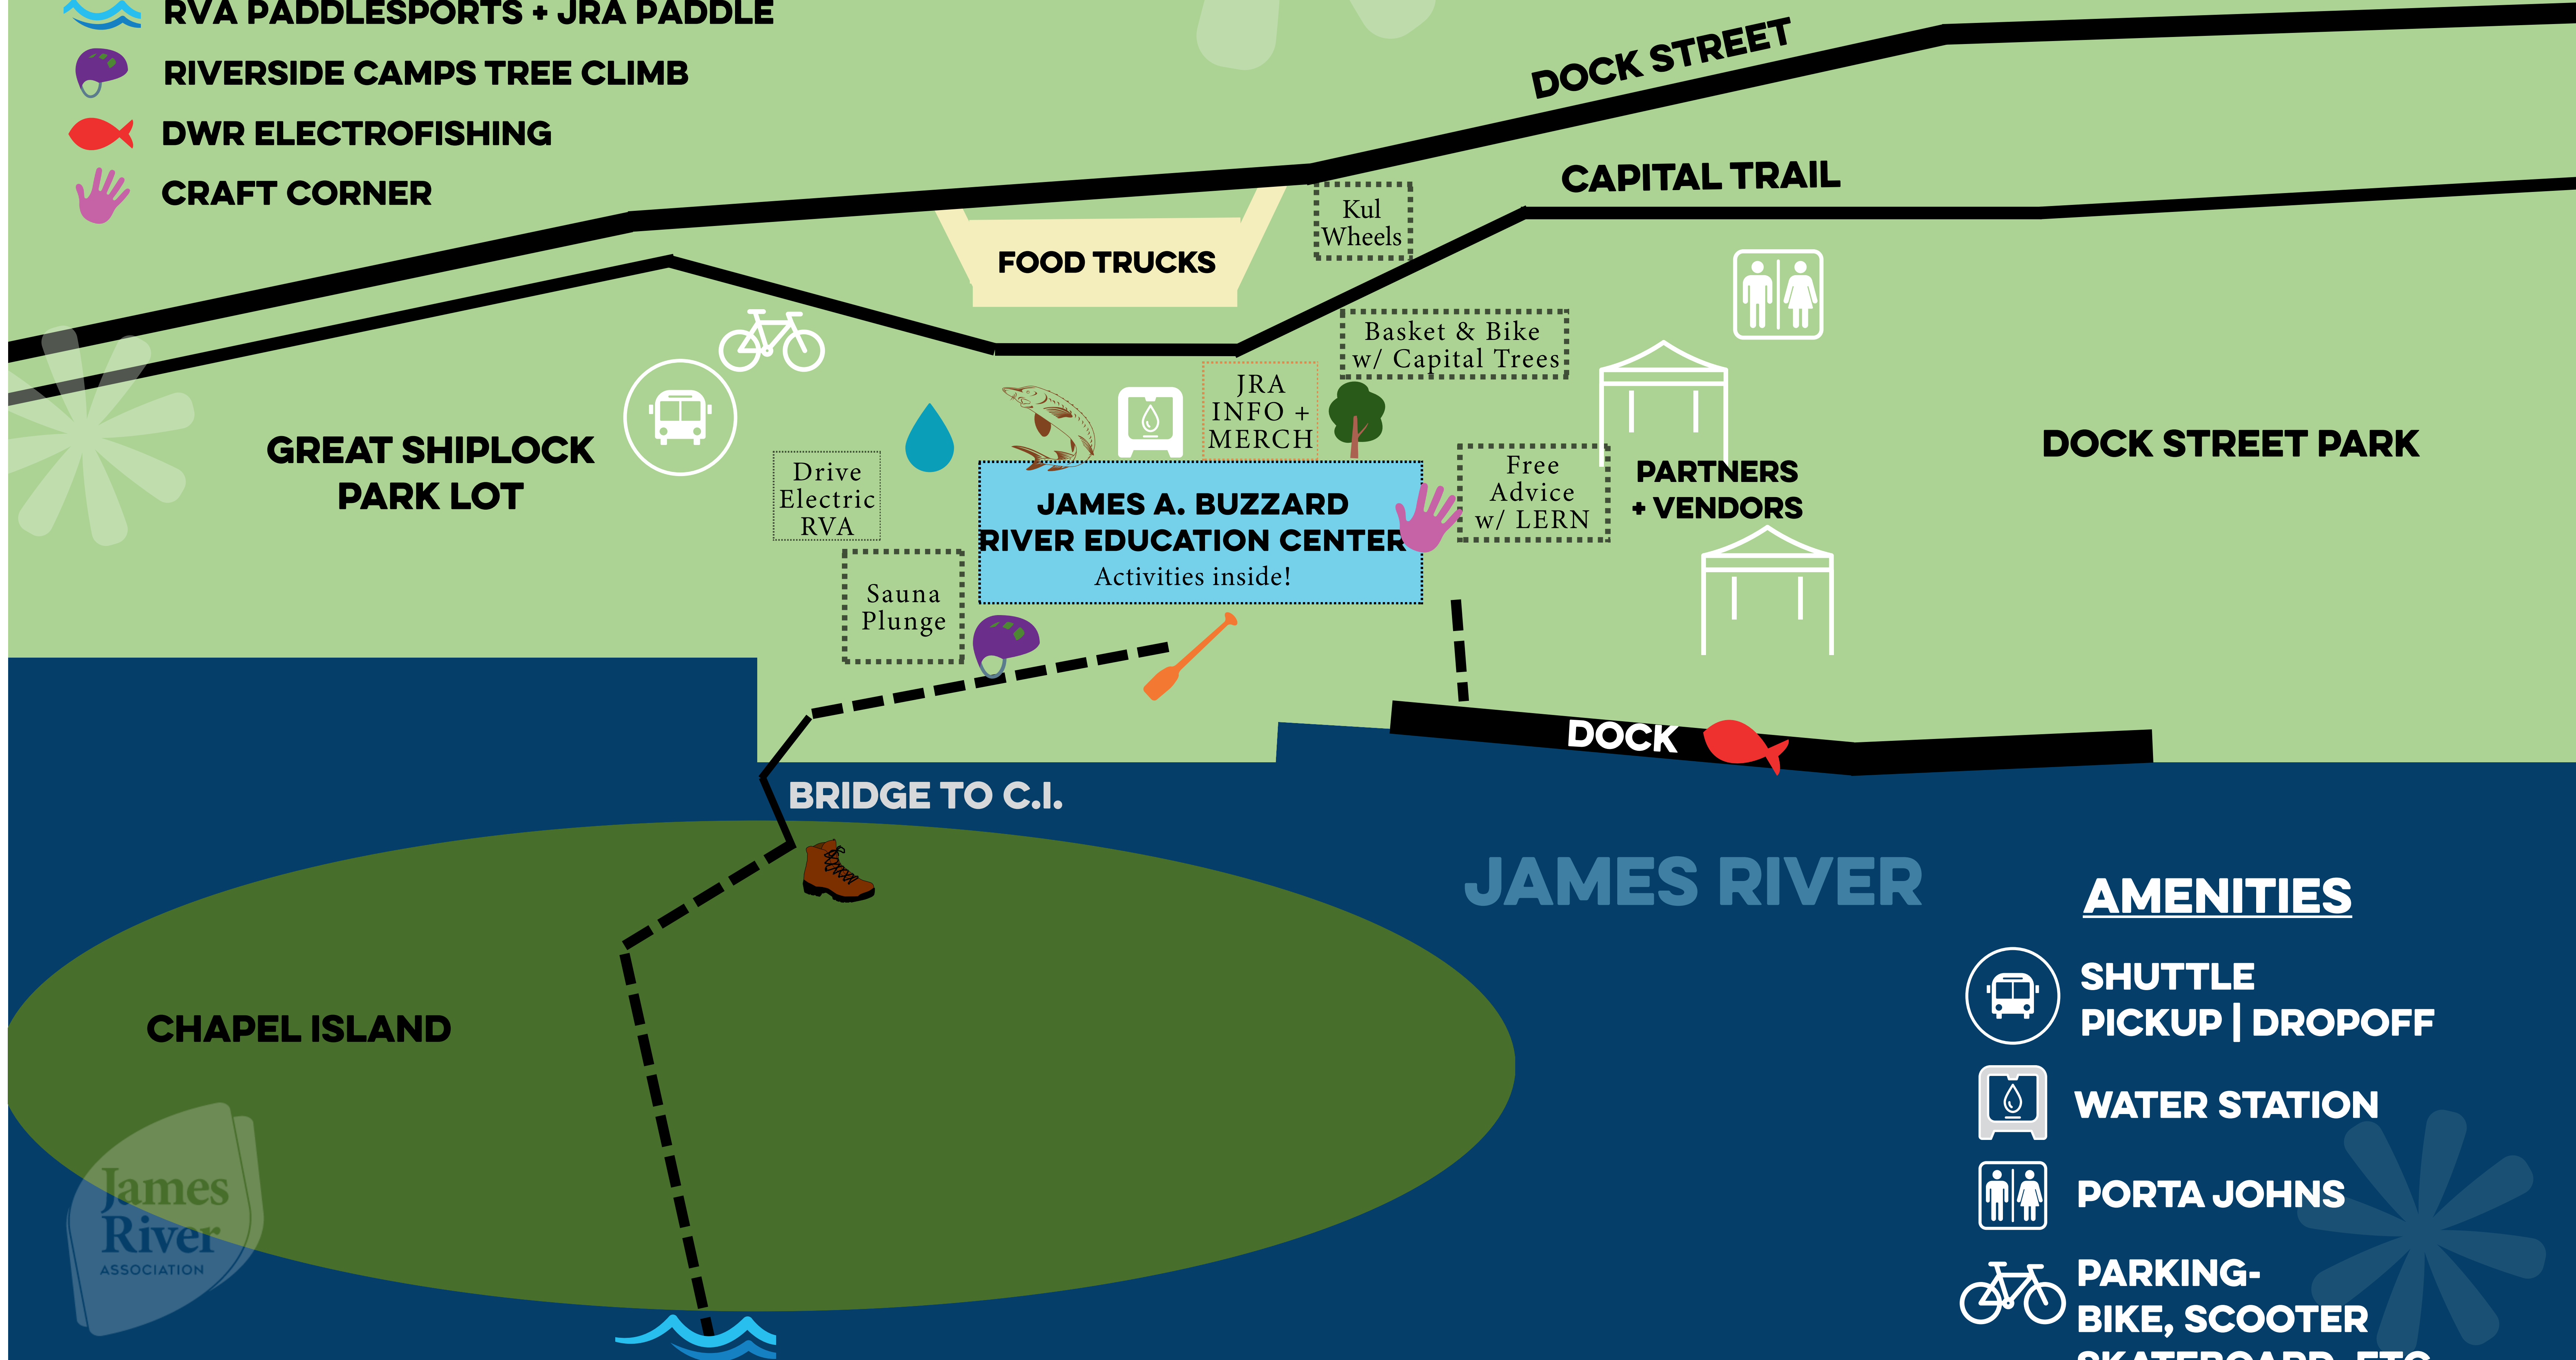 RVA PADDLESPORTS + JRA PADDLE
RIVERSIDE CAMPS TREE CLIMB
DWR ELECTROFISHING
CRAFT CORNER
DOCK STREET
CAPITAL TRAIL
Kul
Wheels
FOOD TRUCKS
Basket & Bike
w/ Capital Trees
JRA
INFO +
MERCH
GREAT SHIPLOCK
PARK LOT
DOCK STREET PARK
Drive
Electric
RVA
Free
Advice
w/ LERN
PARTNERS
+ VENDORS
JAMES A. BUZZARD
RIVER EDUCATION CENTER
Activities inside!
Sauna
Plunge
DOCK
BRIDGE TO C.I.
JAMES RIVER
CHAPEL ISLAND
James
River
ASSOCIATION
AMENITIES
SHUTTLE
PICKUP | DROPOFF
WATER STATION
PORTA JOHNS
PARKING-
BIKE, SCOOTER
SKATEBOARD, ETC